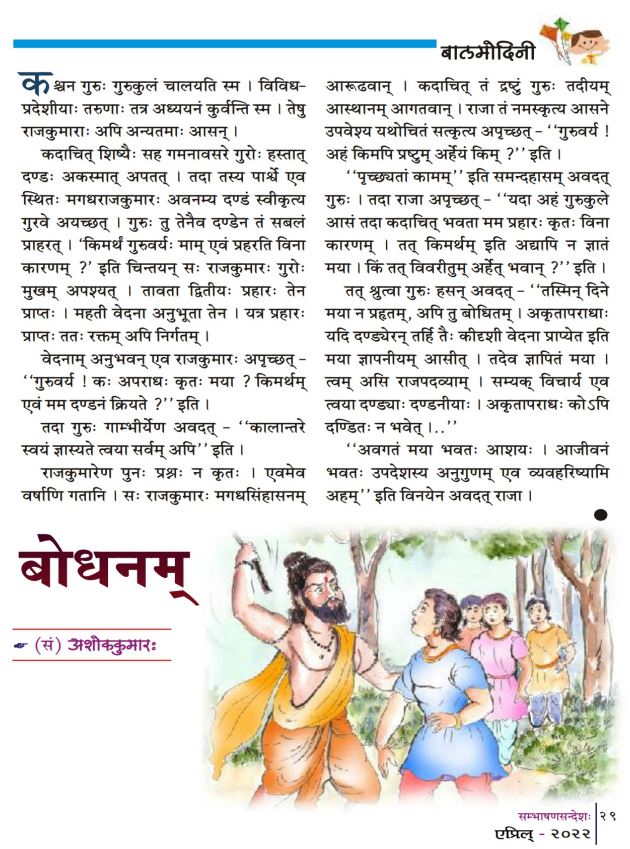 बालमोदिनी
कश्चन गुरुः गुरुकुलं चालयति स्म । विविध-
प्रदेशीयाः तरुणाः तत्र अध्ययनं कुर्वन्ति स्म । तेषु
राजकुमाराः अपि अन्यतमाः आसन् ।
कदाचित् शिष्यैः सह गमनावसरे गुरोः हस्तात्
दण्डः अकस्मात् अपतत् । तदा तस्य पार्श्वे एव
स्थितः मगधराजकुमारः अवनम्य दण्डं स्वीकृत्य
गुरवे अयच्छत् । गुरुः तु तेनैव दण्डेन तं सबलं
प्राहरत् । 'किमर्थं गुरुवर्यः माम् एवं प्रहरति विना
कारणम् ?' इति चिन्तयन् सः राजकुमारः गुरोः
मुखम् अपश्यत् । तावता द्वितीयः प्रहारः तेन
प्राप्तः । महती वेदना अनुभूता तेन । यत्र प्रहारः
प्राप्तः ततः रक्तम् अपि निर्गतम् ।
वेदनाम् अनुभवन् एव राजकुमारः अपृच्छत् -
''गुरुवर्य ! कः अपराधः कृतः मया ? किमर्थम्
एवं मम दण्डनं क्रियते ?'' इति ।
तदा गुरुः गाम्भीर्येण अवदत् - ''कालान्तरे
स्वयं ज्ञास्यते त्वया सर्वम् अपि'' इति ।
राजकुमारेण पुनः प्रश्नः न कृतः । एवमेव
वर्षाणि गतानि । सः राजकुमारः मगधसिंहासनम्
आरूढवान् । कदाचित् तं द्रष्टुं गुरुः तदीयम्
आस्थानम् आगतवान् । राजा तं नमस्कृत्य आसने
उपवेश्य यथोचितं सत्कृत्य अपृच्छत् - ''गुरुवर्य !
अहं किमपि प्रष्टुम् अर्हेयं किम् ?'' इति ।
''पृच्छ्यतां कामम्'' इति समन्दहासम् अवदत्
गुरुः । तदा राजा अपृच्छत् - ''यदा अहं गुरुकुले
आसं तदा कदाचित् भवता मम प्रहारः कृतः विना
कारणम् । तत् किमर्थम् इति अद्यापि न ज्ञातं
मया । किं तत् विवरीतुम् अर्हेत् भवान् ?'' इति ।
तत् श्रुत्वा गुरुः हसन् अवदत् - ''तस्मिन् दिने
मया न प्रहृतम्, अपि तु बोधितम् । अकृतापराधाः
यदि दण्ड्येरन् तर्हि तैः कीदृशी वेदना प्राप्येत इति
मया ज्ञापनीयम् आसीत् । तदेव ज्ञापितं मया ।
त्वम् असि राजपदव्याम् । सम्यक् विचार्य एव
त्वया दण्ड्याः दण्डनीयाः । अकृतापराधः कोऽपि
दण्डितः न भवेत् ।..''
''अवगतं मया भवतः आशयः । आजीवनं
भवतः उपदेशस्य अनुगुणम् एव व्यवहरिष्यामि
अहम्'' इति विनयेन अवदत् राजा ।
बोधनम्
(सं) अशोककुमारः
सम्भाषणसन्देशः २९
एप्रिल् - २०२२